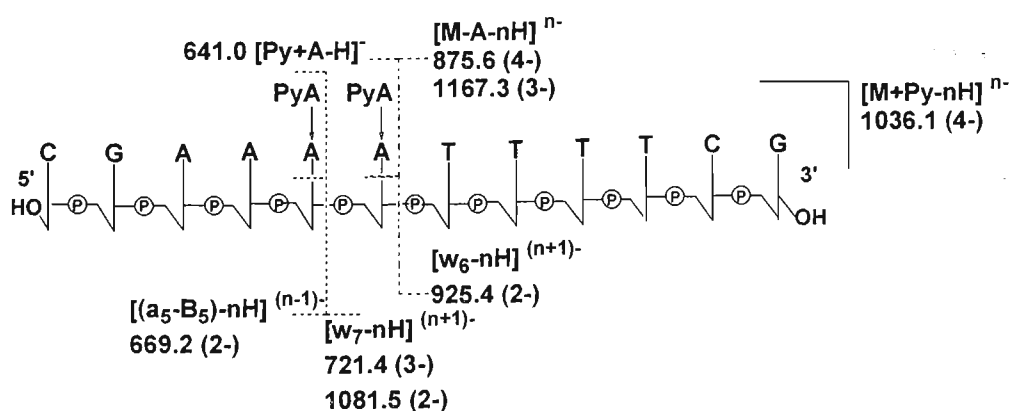 641.0 [Py+A-H]-
[M-A-nH] n-
875.6 (4-)
1167.3 (3-)
[M+Py-nH] n-
1036.1 (4-)
PyA PyA
C G A A A A T T T T C G
5' 3'
HO P P P P P P P P P P P OH
[w6-nH] (n+1)-
925.4 (2-)
[(a5-B5)-nH] (n-1)-
669.2 (2-)
[w7-nH] (n+1)-
721.4 (3-)
1081.5 (2-)